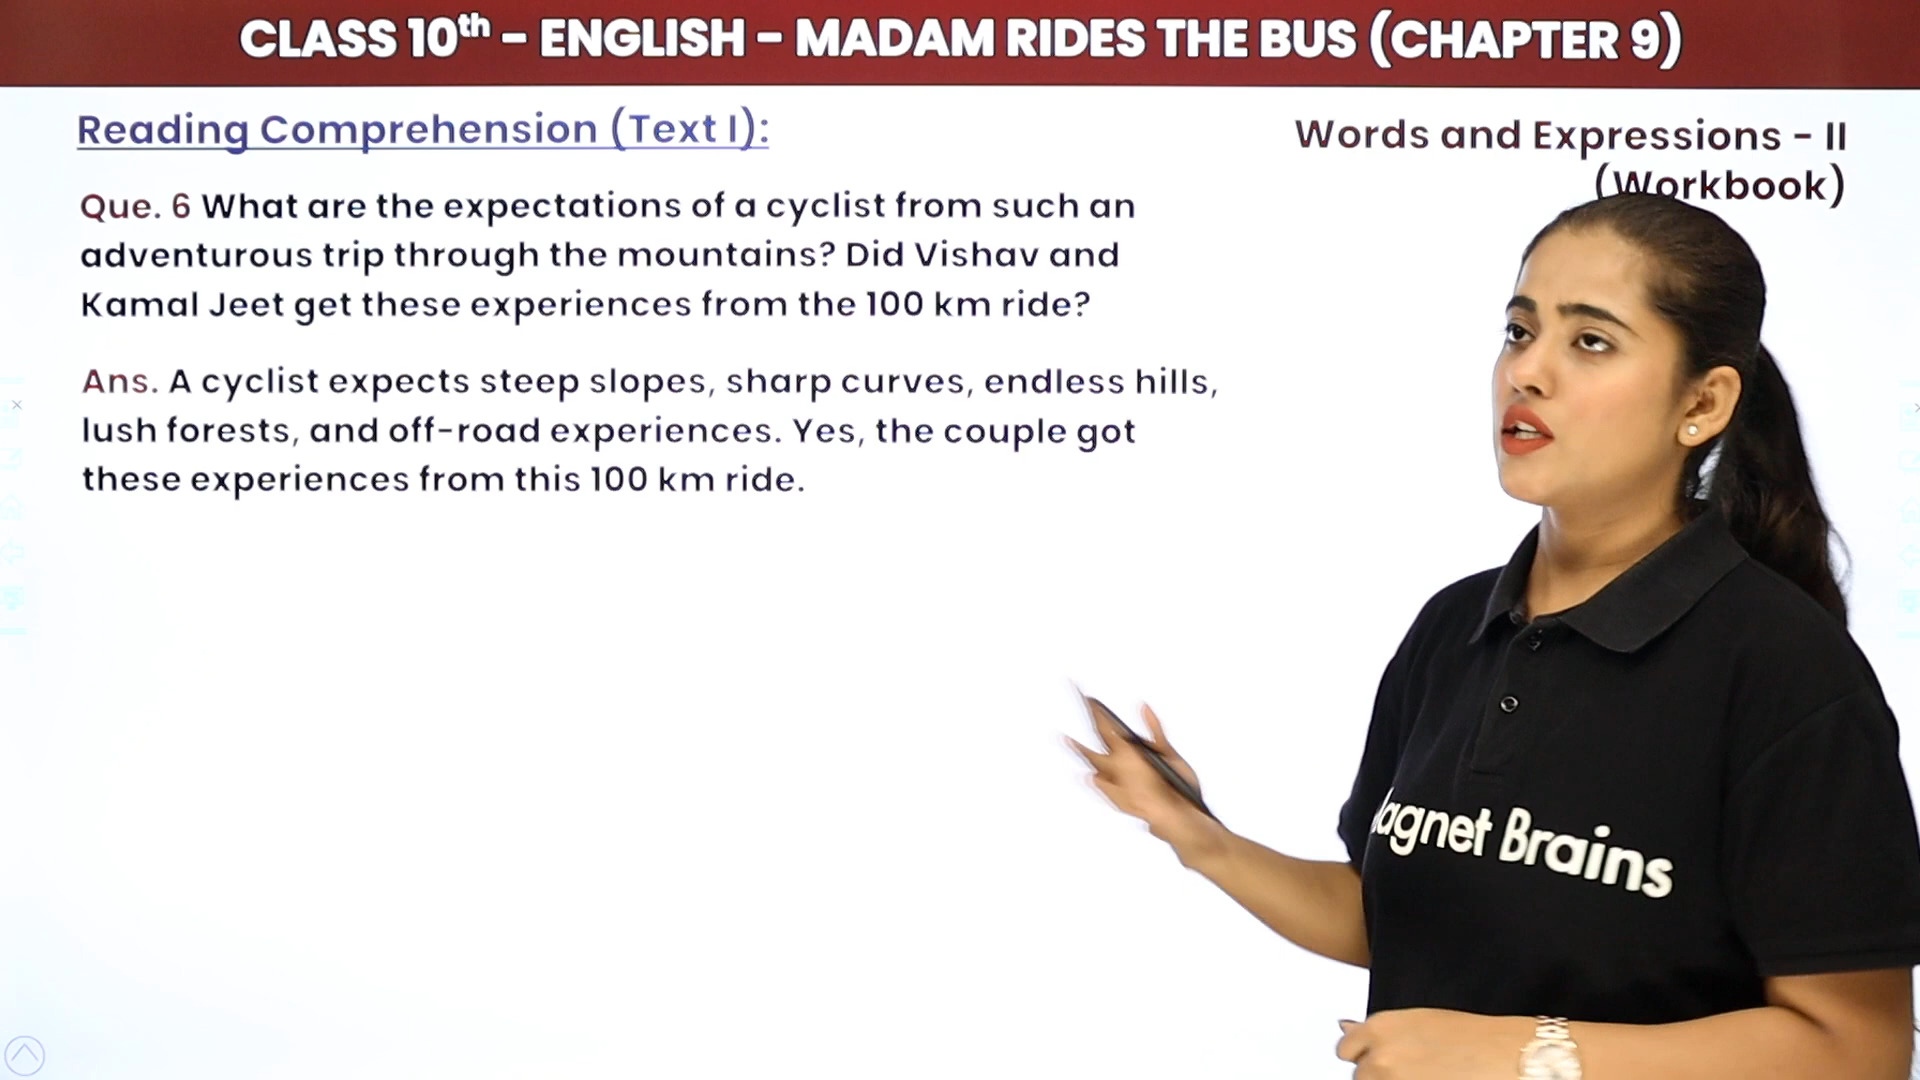 CLASS 10th - ENGLISH - MADAM RIDES THE BUS (CHAPTER 9)
Reading Comprehension (Text I):
Words and Expressions - II
(Workbook)
Que. 6 What are the expectations of a cyclist from such an
adventurous trip through the mountains? Did Vishav and
Kamal Jeet get these experiences from the 100 km ride?
Ans. A cyclist expects steep slopes, sharp curves, endless hills,
lush forests, and off-road experiences. Yes, the couple got
these experiences from this 100 km ride.
agnet Brains